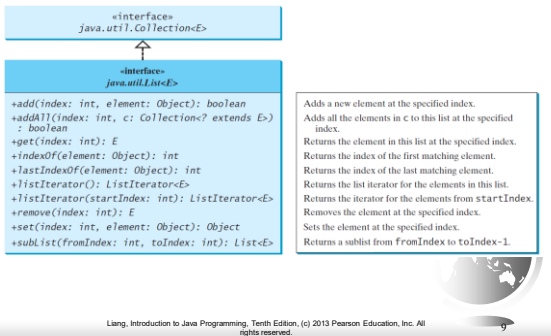 «interface»
java.util.Collection<E>
«interface»
java.util.List<E>
+add(index: int, element: Object): boolean
+addAll(index: int, c: Collection<? extends E>)
: boolean
+get(index: int): E
+indexOf(element: Object): int
+lastIndexOf(element: Object): int
+listIterator(): ListIterator<E>
+listIterator(startIndex: int): ListIterator<E>
+remove(index: int): E
+set(index: int, element: Object): Object
+subList(fromIndex: int, toIndex: int): List<E>
Adds a new element at the specified index.
Adds all the elements in c to this list at the specified
index.
Returns the element in this list at the specified index.
Returns the index of the first matching element.
Returns the index of the last matching element.
Returns the list iterator for the elements in this list.
Returns the iterator for the elements from startIndex.
Removes the element at the specified index.
Sets the element at the specified index.
Returns a sublist from fromIndex to toIndex-1.
Liang, Introduction to Java Programming, Tenth Edition, (c) 2013 Pearson Education, Inc. All
rights reserved.
9